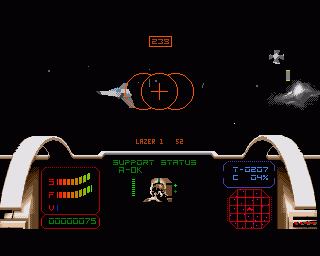 235
LAZER 1 52
SUPPORT STATUS
A-OK
S
F
V
T-0207
C 04%
00000075